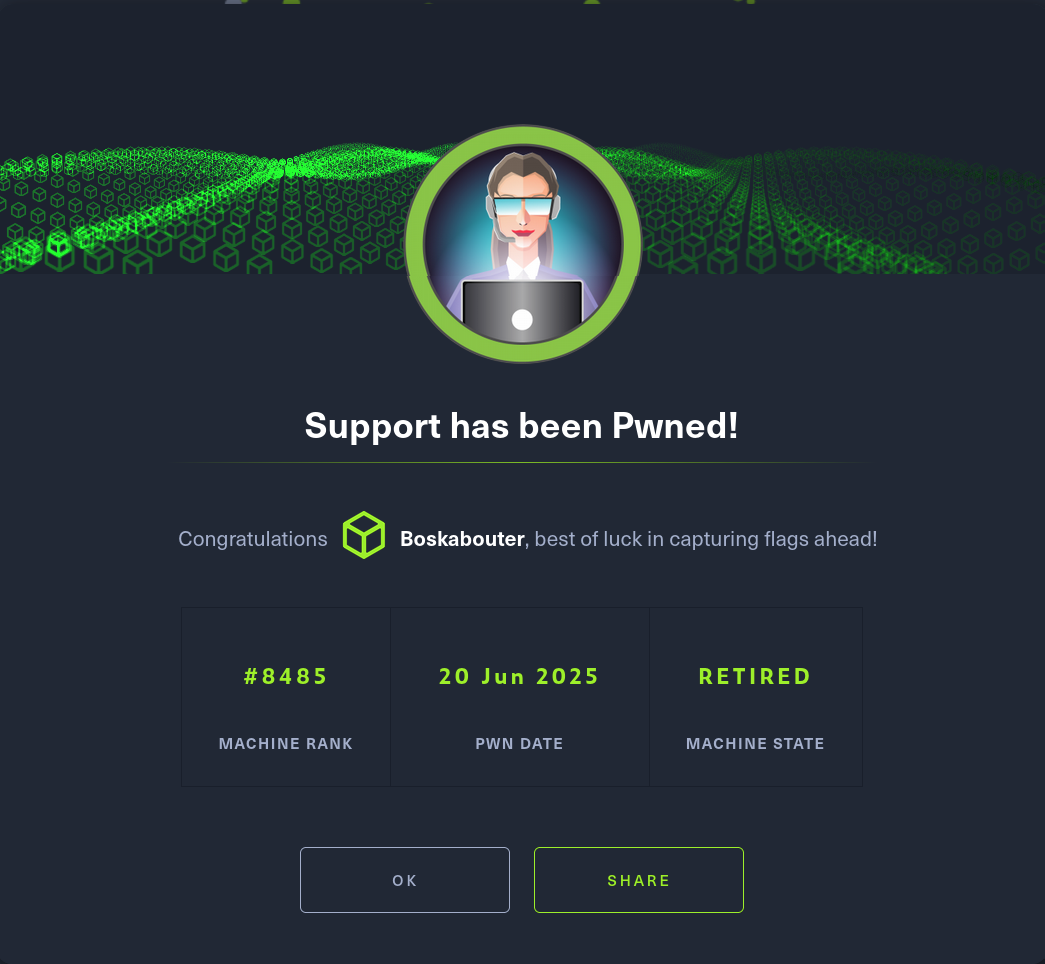 Support has been Pwned!
Congratulations Boskabouter, best of luck in capturing flags ahead!
#8485 20 Jun 2025 RETIRED
MACHINE RANK PWN DATE MACHINE STATE
OK SHARE